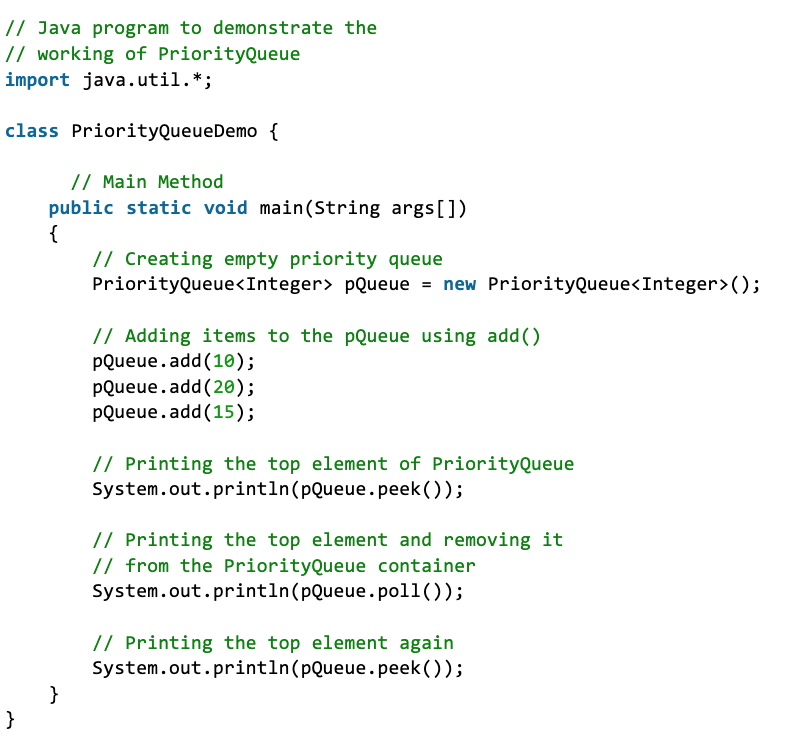 // Java program to demonstrate the
// working of PriorityQueue
import java.util.*;

class PriorityQueueDemo {

      // Main Method
    public static void main(String args[])
    {
        // Creating empty priority queue
        PriorityQueue<Integer> pQueue = new PriorityQueue<Integer>();

        // Adding items to the pQueue using add()
        pQueue.add(10);
        pQueue.add(20);
        pQueue.add(15);

        // Printing the top element of PriorityQueue
        System.out.println(pQueue.peek());

        // Printing the top element and removing it
        // from the PriorityQueue container
        System.out.println(pQueue.poll());

        // Printing the top element again
        System.out.println(pQueue.peek());
    }
}